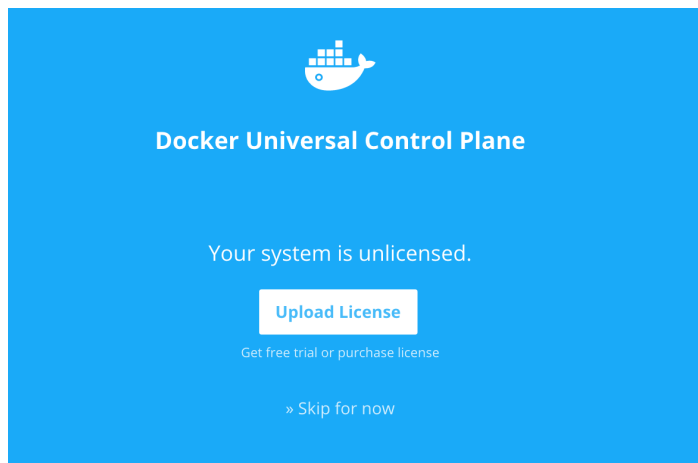 Docker Universal Control Plane
Your system is unlicensed.
Upload License
Get free trial or purchase license
» Skip for now